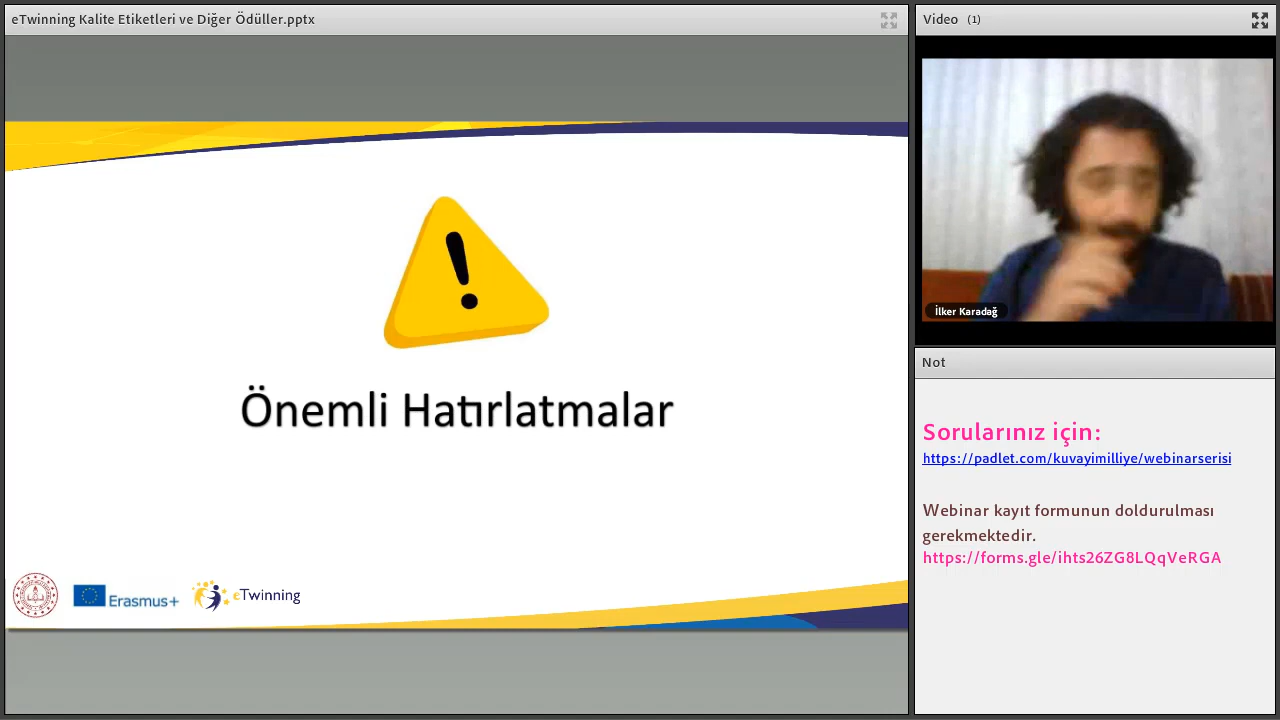 eTwinning Kalite Etiketleri ve Diğer Ödüller.pptx
Önemli Hatırlatmalar
Erasmus+
eTwinning
Video (1)
İlker Karadağ
Not
Sorularınız için:
https://padlet.com/kuvayimilliye/webinarserisi
Webinar kayıt formunun doldurulması
gerekmektedir.
https://forms.gle/ihts26ZG8LQqVeRGA